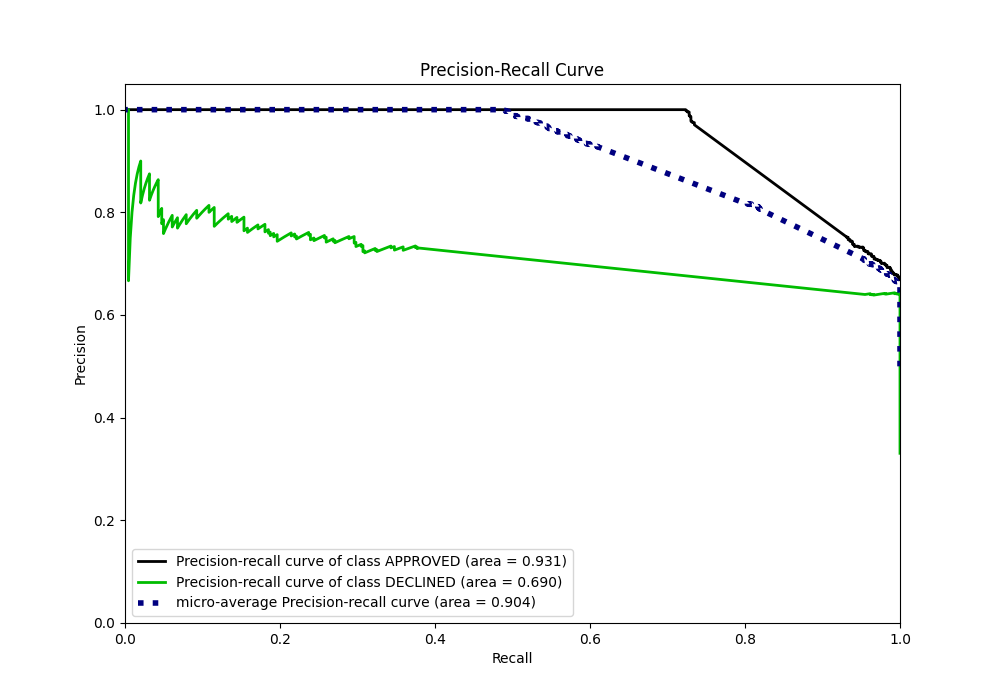 Precision-Recall Curve
1.0
0.8
0.6
0.4
0.2
0.0
Precision
Precision-recall curve of class APPROVED (area = 0.931)
Precision-recall curve of class DECLINED (area = 0.690)
micro-average Precision-recall curve (area = 0.904)
0.0 0.2 0.4 0.6 0.8 1.0
Recall